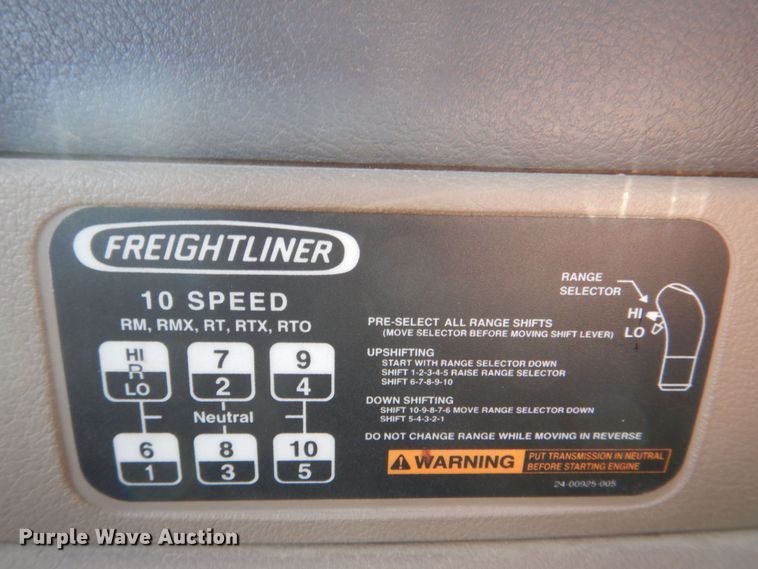 FREIGHTLINER
10 SPEED
RM, RMX, RT, RTX, RTO
HI
R
LO
7
2
9
4
Neutral
6
1
8
3
10
5
RANGE
SELECTOR
HI
LO
PRE-SELECT ALL RANGE SHIFTS
(MOVE SELECTOR BEFORE MOVING SHIFT LEVER)
UPSHIFTING
START WITH RANGE SELECTOR DOWN
SHIFT 1-2-3-4-5 RAISE RANGE SELECTOR
SHIFT 6-7-8-9-10
DOWN SHIFTING
SHIFT 10-9-8-7-6 MOVE RANGE SELECTOR DOWN
SHIFT 5-4-3-2-1
DO NOT CHANGE RANGE WHILE MOVING IN REVERSE
WARNING
PUT TRANSMISSION IN NEUTRAL
BEFORE STARTING ENGINE
24-00925-005
Purple Wave Auction